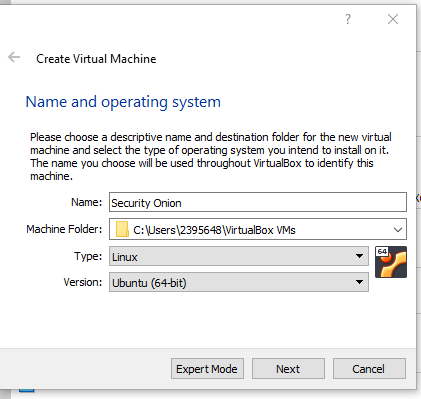 ?
Create Virtual Machine
Name and operating system
Please choose a descriptive name and destination folder for the new virtual
machine and select the type of operating system you intend to install on it.
The name you choose will be used throughout VirtualBox to identify this
machine.
Name: Security Onion
Machine Folder: C:\Users\2395648\VirtualBox VMs
Type: Linux
64
Version: Ubuntu (64-bit)
Expert Mode Next Cancel